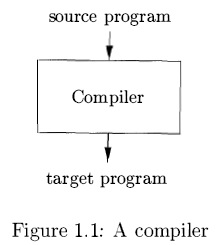 source program
Compiler
target program
Figure 1.1: A compiler